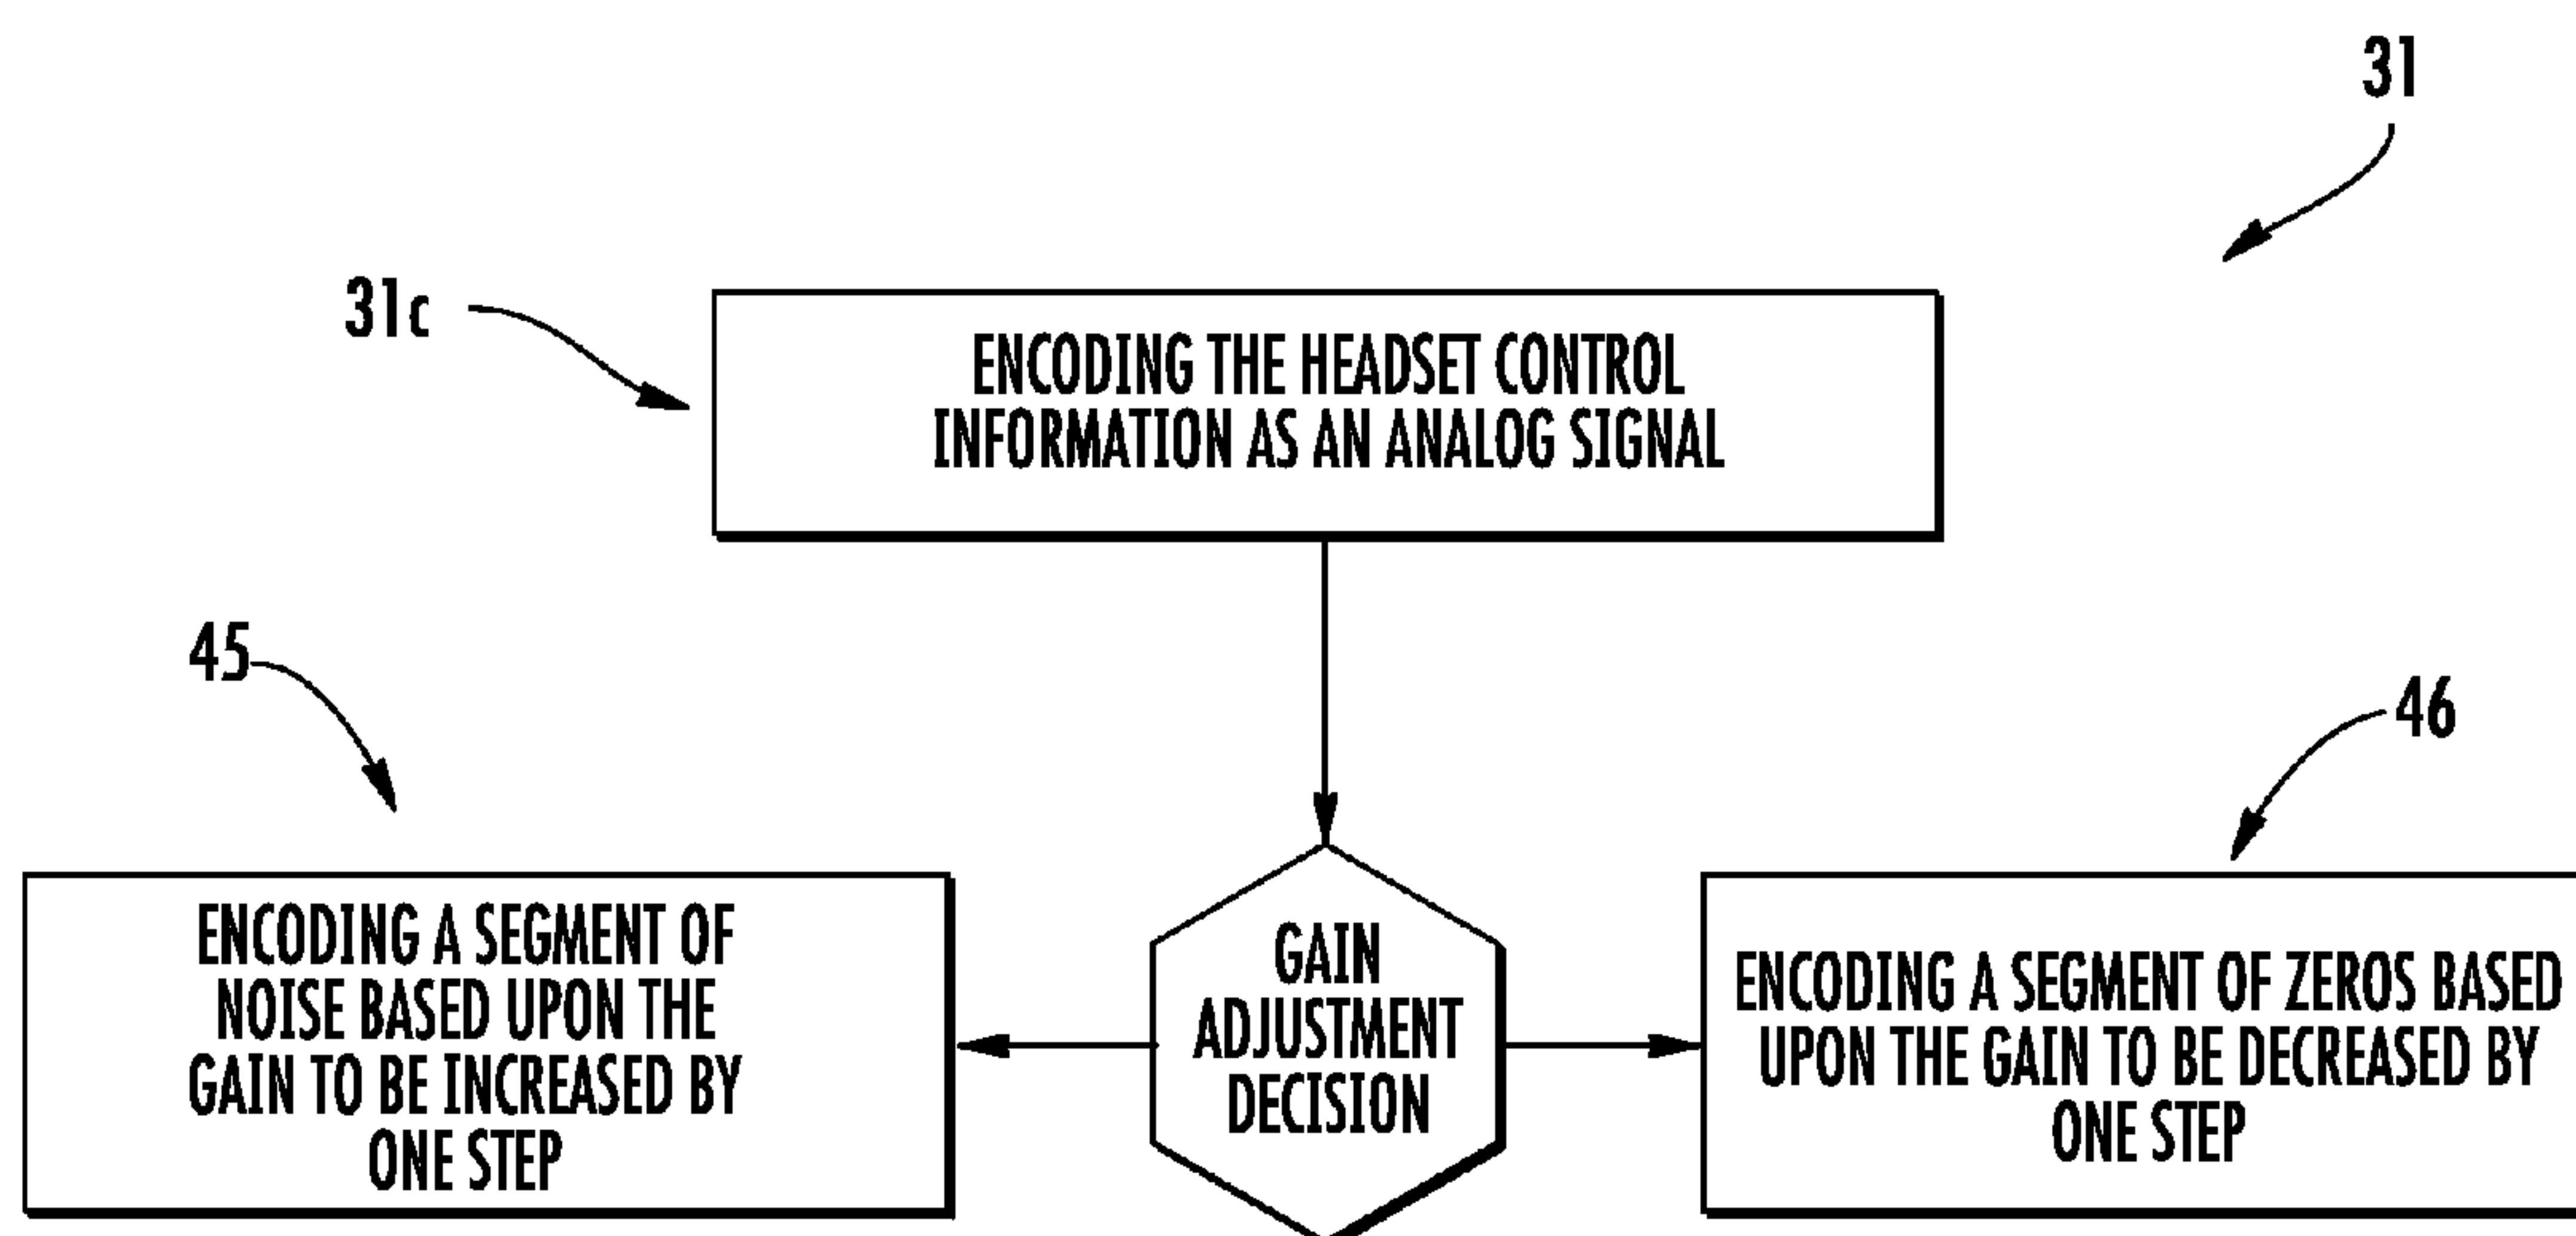 31
31c
ENCODING THE HEADSET CONTROL
INFORMATION AS AN ANALOG SIGNAL
45
46
ENCODING A SEGMENT OF
NOISE BASED UPON THE
GAIN TO BE INCREASED BY
ONE STEP
GAIN
ADJUSTMENT
DECISION
ENCODING A SEGMENT OF ZEROS BASED
UPON THE GAIN TO BE DECREASED BY
ONE STEP